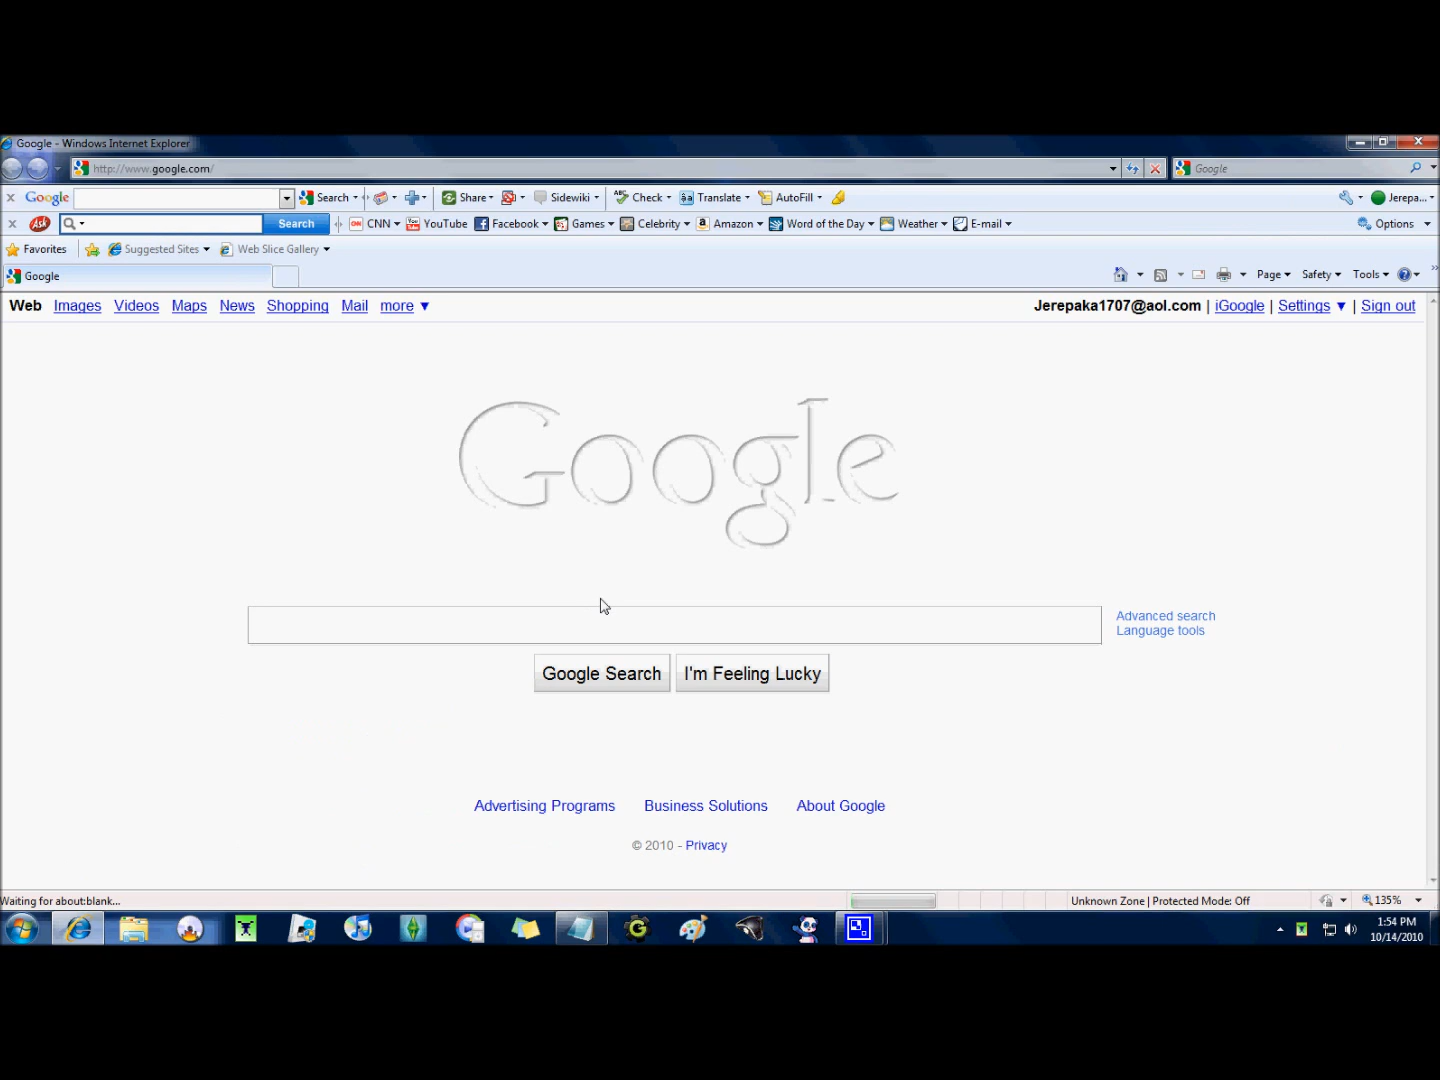 Google - Windows Internet Explorer
http://www.google.com/
Google
Google Search Share Sidewiki Check Translate AutoFill Jerepa...
Ask Search CNN YouTube Facebook Games Celebrity Amazon Word of the Day Weather E-mail Options
Favorites Suggested Sites Web Slice Gallery
Google Page Safety Tools
Web Images Videos Maps News Shopping Mail more Jerepaka1707@aol.com | iGoogle | Settings | Sign out
Google
Advanced search
Language tools
Google Search I'm Feeling Lucky
Advertising Programs Business Solutions About Google
© 2010 - Privacy
Waiting for about:blank... Unknown Zone | Protected Mode: Off 135%
1:54 PM
10/14/2010